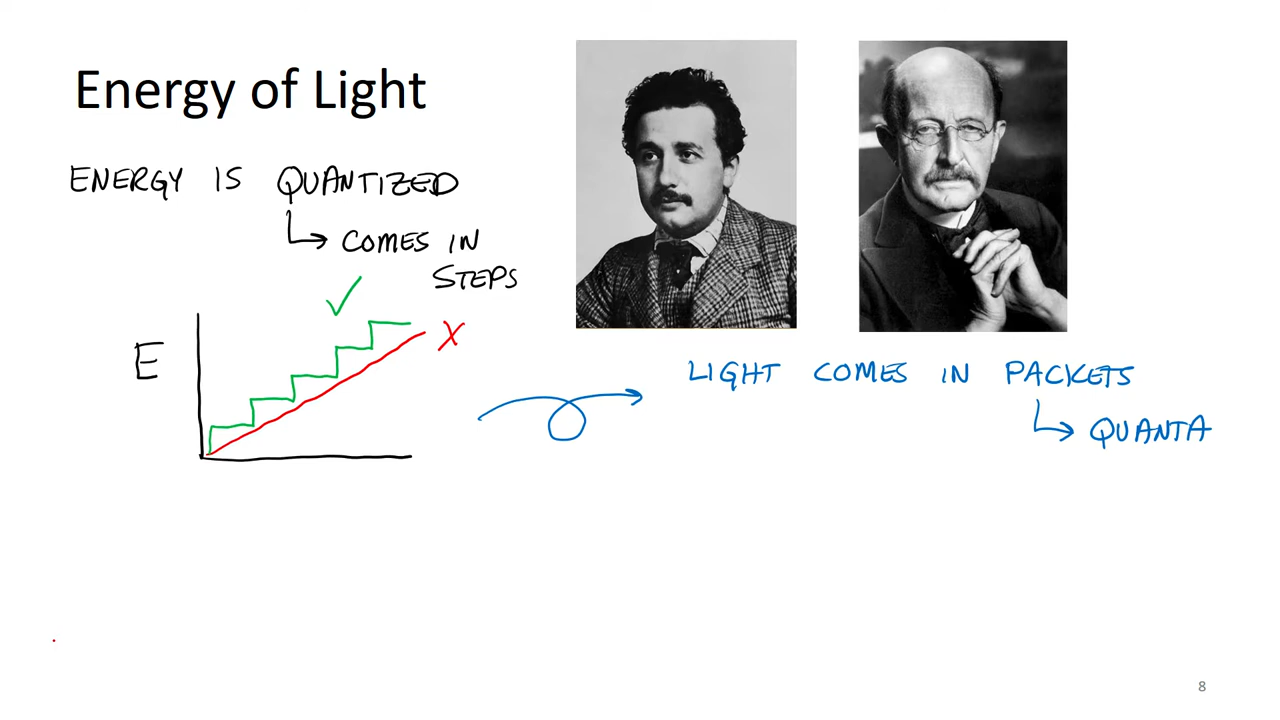 Energy of Light
ENERGY IS QUANTIZED
COMES IN
STEPS
E
X
LIGHT COMES IN PACKETS
QUANTA
8